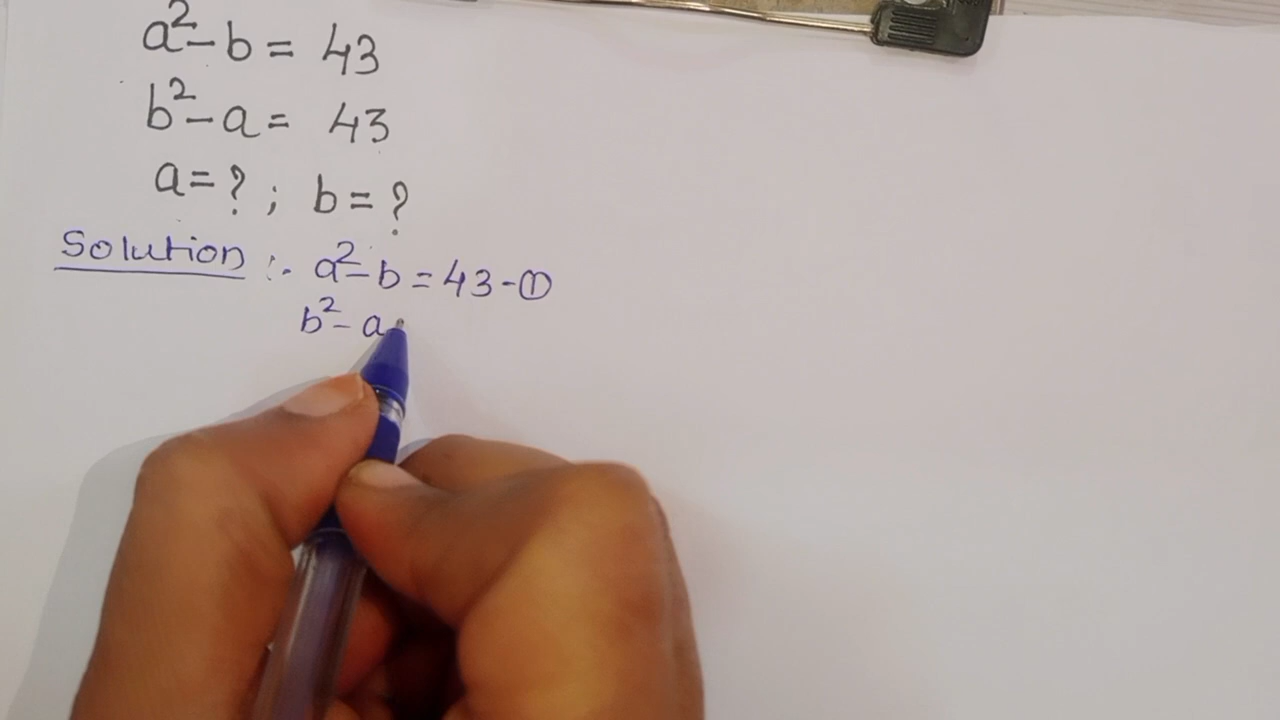 a²-b = 43
b²-a = 43
a=? ; b=?
Solution :- a²-b = 43-①
b²-a